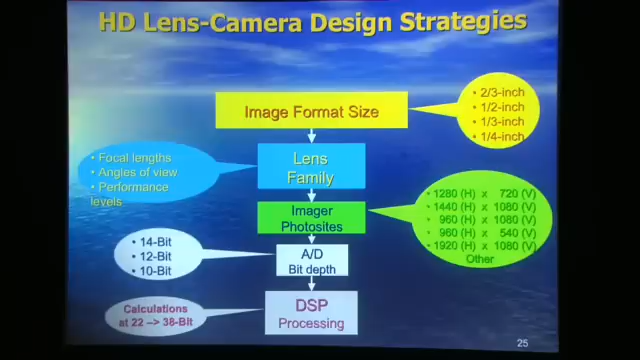 HD Lens-Camera Design Strategies
Image Format Size
• 2/3-inch
• 1/2-inch
• 1/3-inch
• 1/4-inch
• Focal lengths
• Angles of view
• Performance
levels
Lens
Family
Imager
Photosites
• 1280 (H) x 720 (V)
• 1440 (H) x 1080 (V)
• 960 (H) x 1080 (V)
• 960 (H) x 540 (V)
• 1920 (H) x 1080 (V)
Other
• 14-Bit
• 12-Bit
• 10-Bit
A/D
Bit depth
Calculations
at 22 –> 38-Bit
DSP
Processing
25